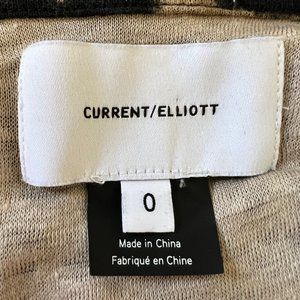 CURRENT/ELLIOTT
0
Made in China
Fabriqué en Chine